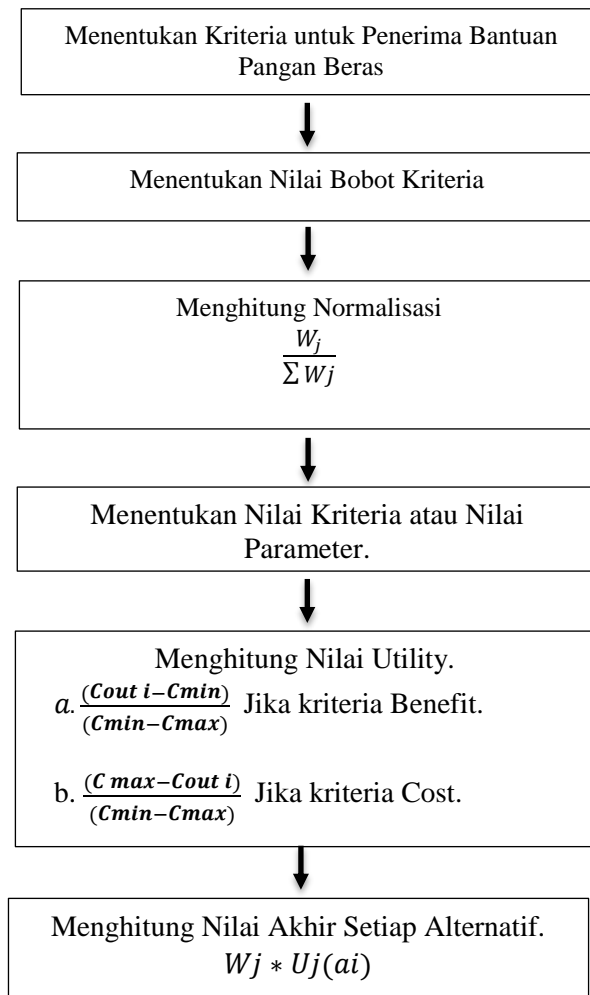 Menentukan Kriteria untuk Penerima Bantuan
Pangan Beras
Menentukan Nilai Bobot Kriteria
Menghitung Normalisasi
W_j
∑ Wj
Menentukan Nilai Kriteria atau Nilai
Parameter.
Menghitung Nilai Utility.
a. (Cout i−Cmin) / (Cmin−Cmax) Jika kriteria Benefit.
b. (C max−Cout i) / (Cmin−Cmax) Jika kriteria Cost.
Menghitung Nilai Akhir Setiap Alternatif.
Wj ∗ Uj(ai)